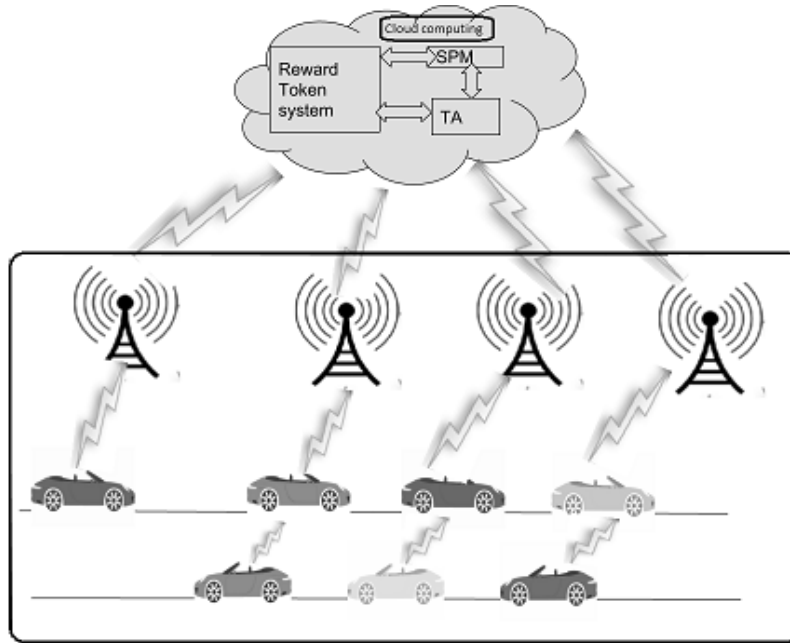 Cloud computing
Reward
Token
system
SPM
TA